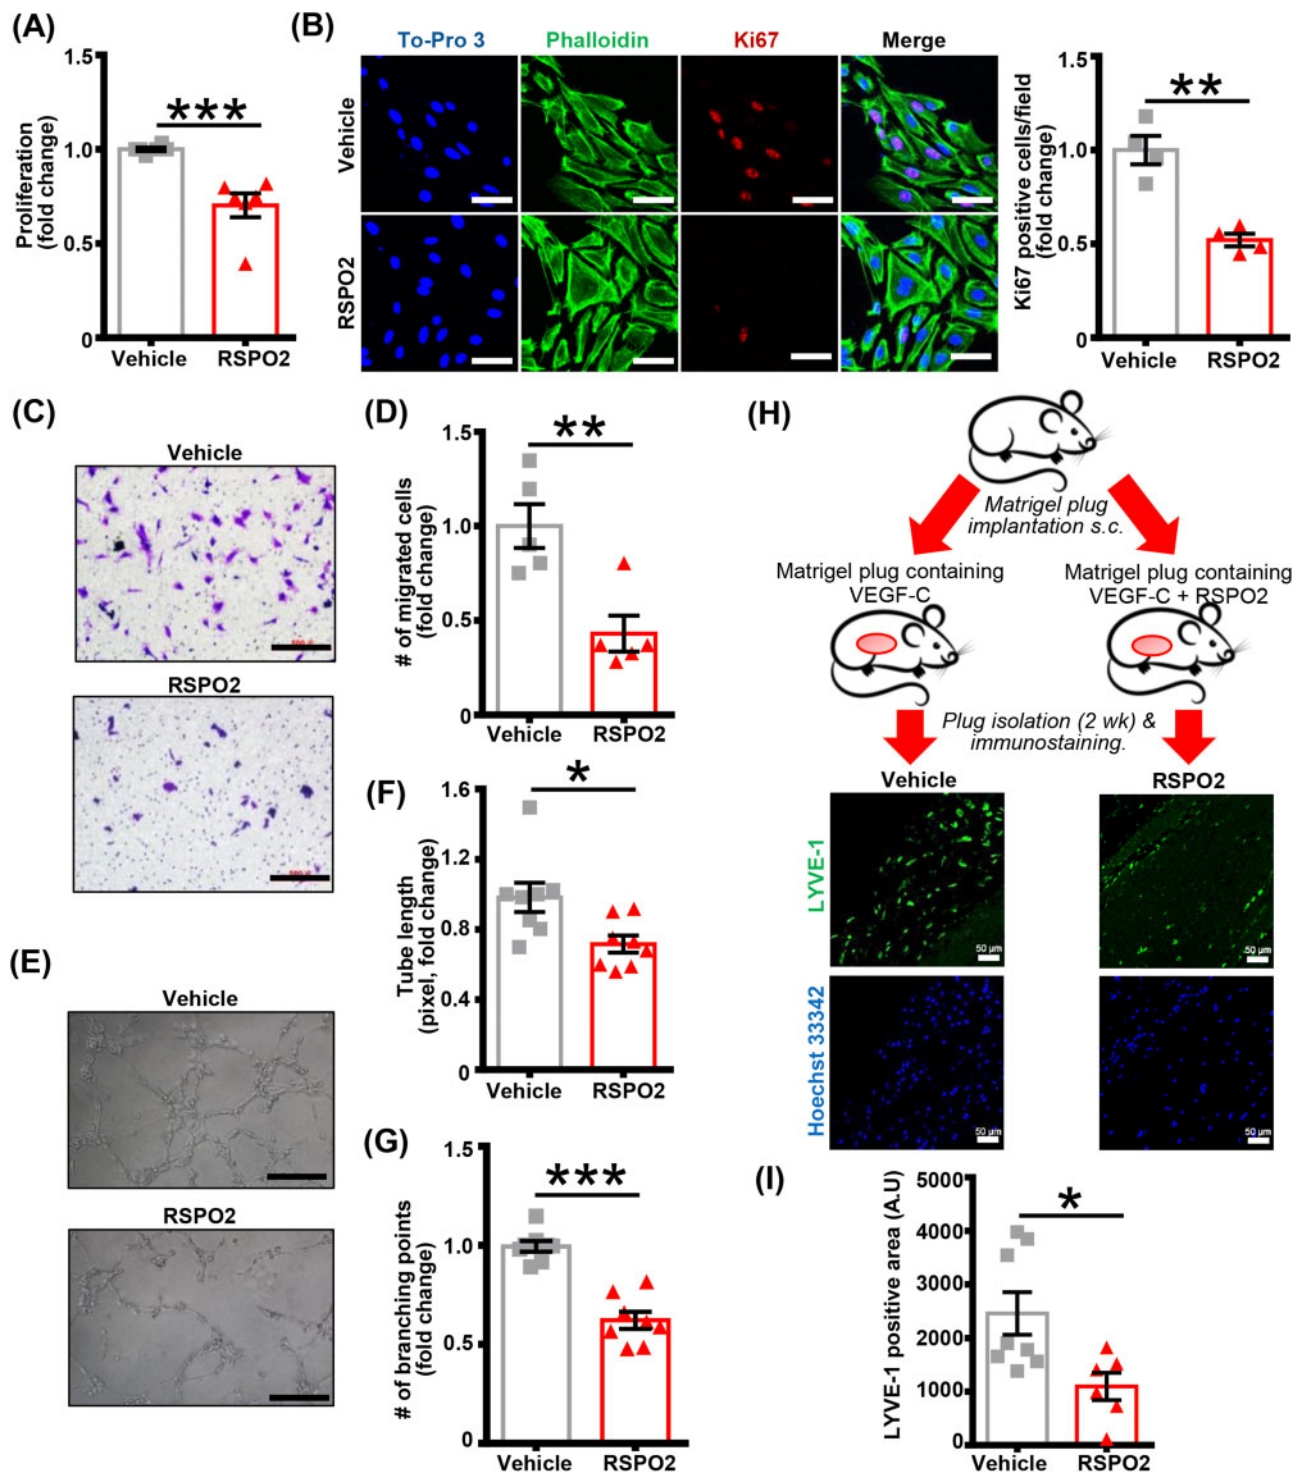 (A)
Proliferation
(fold change)
1.5
1.0
0.5
0
***
Vehicle
RSPO2
(B)
To-Pro 3
Phalloidin
Ki67
Merge
Vehicle
RSPO2
Ki67 positive cells/field
(fold change)
1.5
1.0
0.5
0
**
Vehicle
RSPO2
(C)
Vehicle
RSPO2
(D)
# of migrated cells
(fold change)
1.5
1.0
0.5
0
**
Vehicle
RSPO2
(E)
Vehicle
RSPO2
(F)
Tube length
(pixel, fold change)
1.6
1.2
0.8
0.4
0
*
Vehicle
RSPO2
(G)
# of branching points
(fold change)
1.5
1.0
0.5
0
***
Vehicle
RSPO2
(H)
Matrigel plug
implantation s.c.
Matrigel plug containing
VEGF-C
Matrigel plug containing
VEGF-C + RSPO2
Plug isolation (2 wk) &
immunostaining.
Vehicle
RSPO2
LYVE-1
50 µm
50 µm
Hoechst 33342
50 µm
50 µm
(I)
LYVE-1 positive area (A.U)
5000
4000
3000
2000
1000
0
*
Vehicle
RSPO2